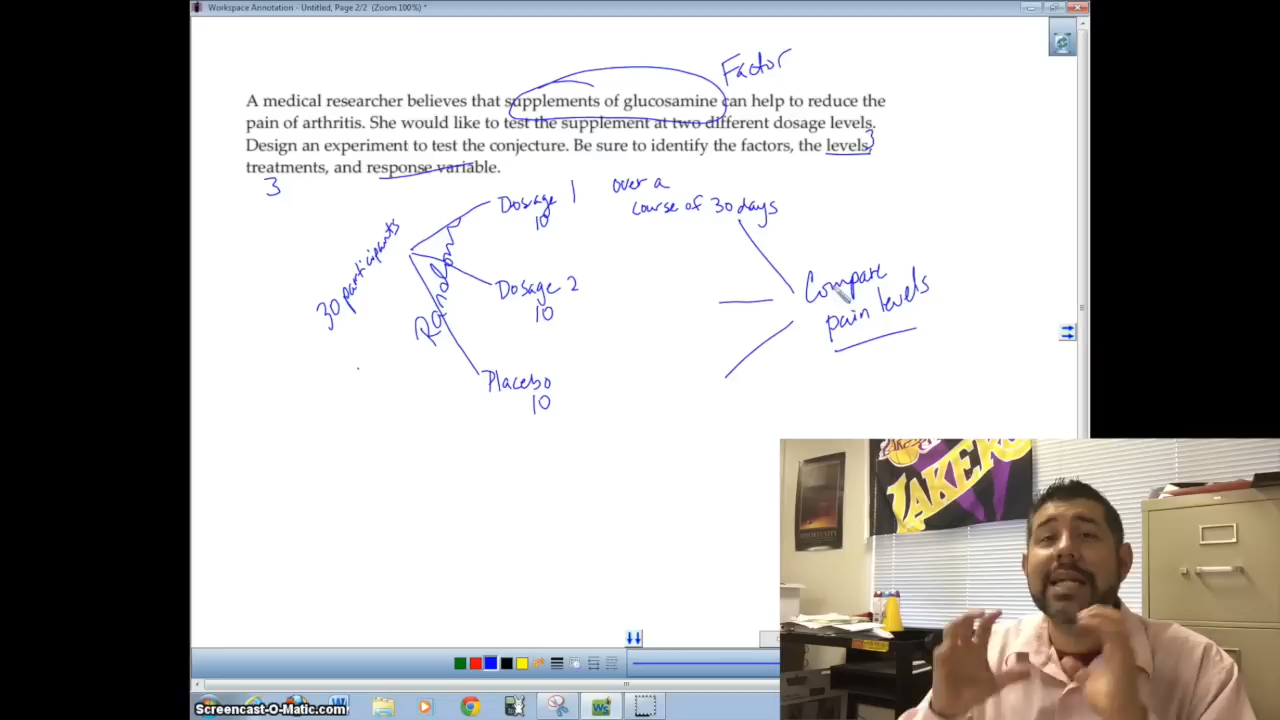 Workspace Annotation - Untitled, Page 2/2 (Zoom 100%) *
Factor
A medical researcher believes that supplements of glucosamine can help to reduce the
pain of arthritis. She would like to test the supplement at two different dosage levels.
Design an experiment to test the conjecture. Be sure to identify the factors, the levels, 3
treatments, and response variable.
3
30 participants
Random
Dosage 1
10
over a
course of 30 days
Dosage 2
10
Placebo
10
Compare
pain levels
LAKERS
OPPORTUNITY
Screencast-O-Matic.com